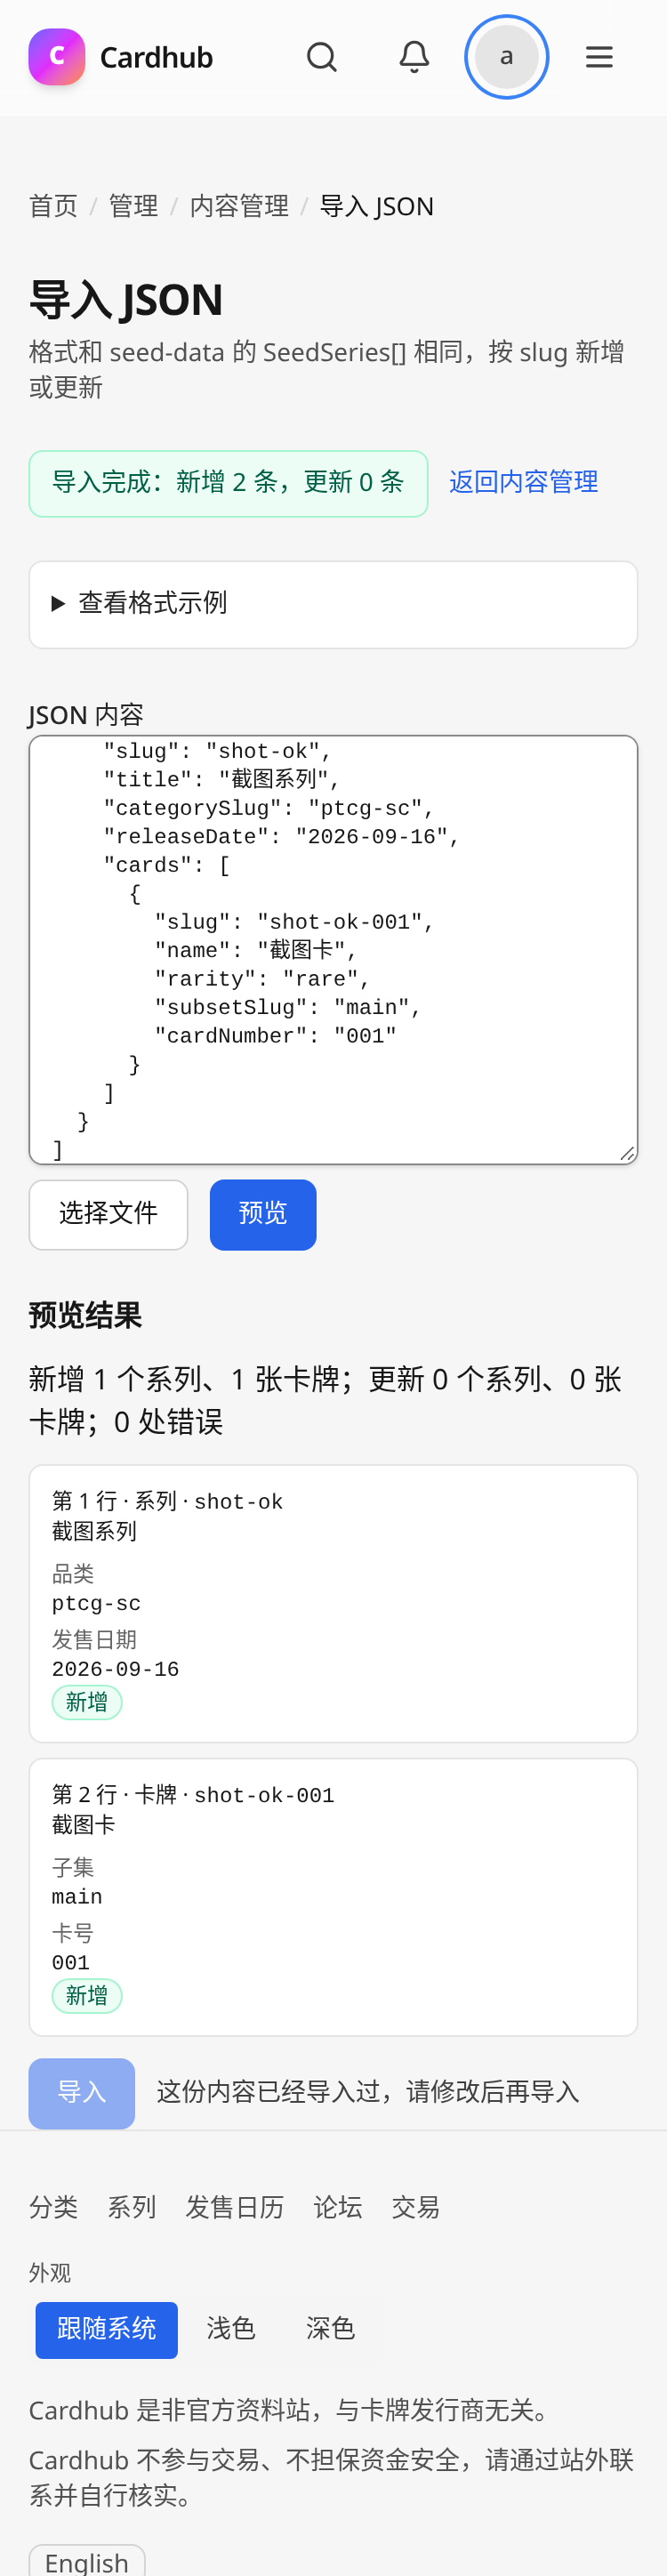 C Cardhub a
首页 / 管理 / 内容管理 / 导入 JSON
导入 JSON
格式和 seed-data 的 SeedSeries[] 相同，按 slug 新增
或更新
导入完成：新增 2 条，更新 0 条 返回内容管理
▶ 查看格式示例
JSON 内容
"slug": "shot-ok",
"title": "截图系列",
"categorySlug": "ptcg-sc",
"releaseDate": "2026-09-16",
"cards": [
{
"slug": "shot-ok-001",
"name": "截图卡",
"rarity": "rare",
"subsetSlug": "main",
"cardNumber": "001"
}
]
}
]
选择文件 预览
预览结果
新增 1 个系列、1 张卡牌；更新 0 个系列、0 张
卡牌；0 处错误
第 1 行 · 系列 · shot-ok
截图系列
品类
ptcg-sc
发售日期
2026-09-16
新增
第 2 行 · 卡牌 · shot-ok-001
截图卡
子集
main
卡号
001
新增
导入 这份内容已经导入过，请修改后再导入
分类 系列 发售日历 论坛 交易
外观
跟随系统 浅色 深色
Cardhub 是非官方资料站，与卡牌发行商无关。
Cardhub 不参与交易、不担保资金安全，请通过站外联
系并自行核实。
English